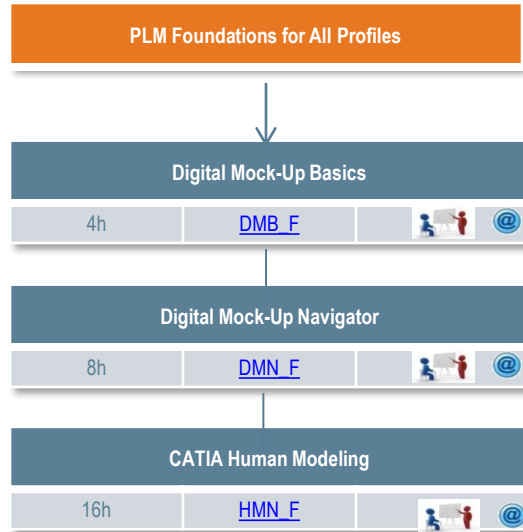 PLM Foundations for All Profiles
Digital Mock-Up Basics
4h DMB_F @
Digital Mock-Up Navigator
8h DMN_F @
CATIA Human Modeling
16h HMN_F @